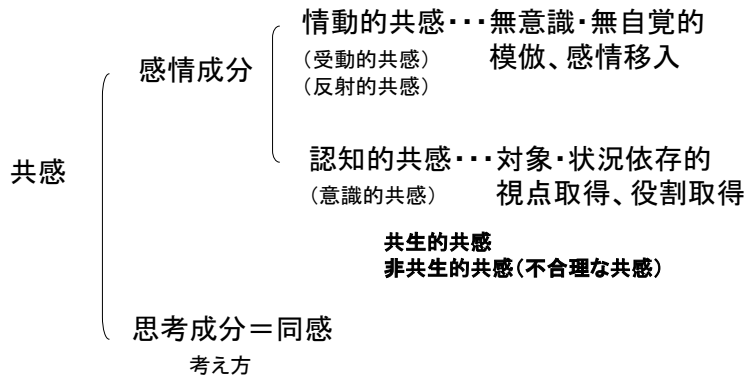 情動的共感・・・無意識・無自覚的
(受動的共感) 模倣、感情移入
(反射的共感)
感情成分
共感
認知的共感・・・対象・状況依存的
(意識的共感) 視点取得、役割取得
共生的共感
非共生的共感(不合理な共感)
思考成分=同感
考え方